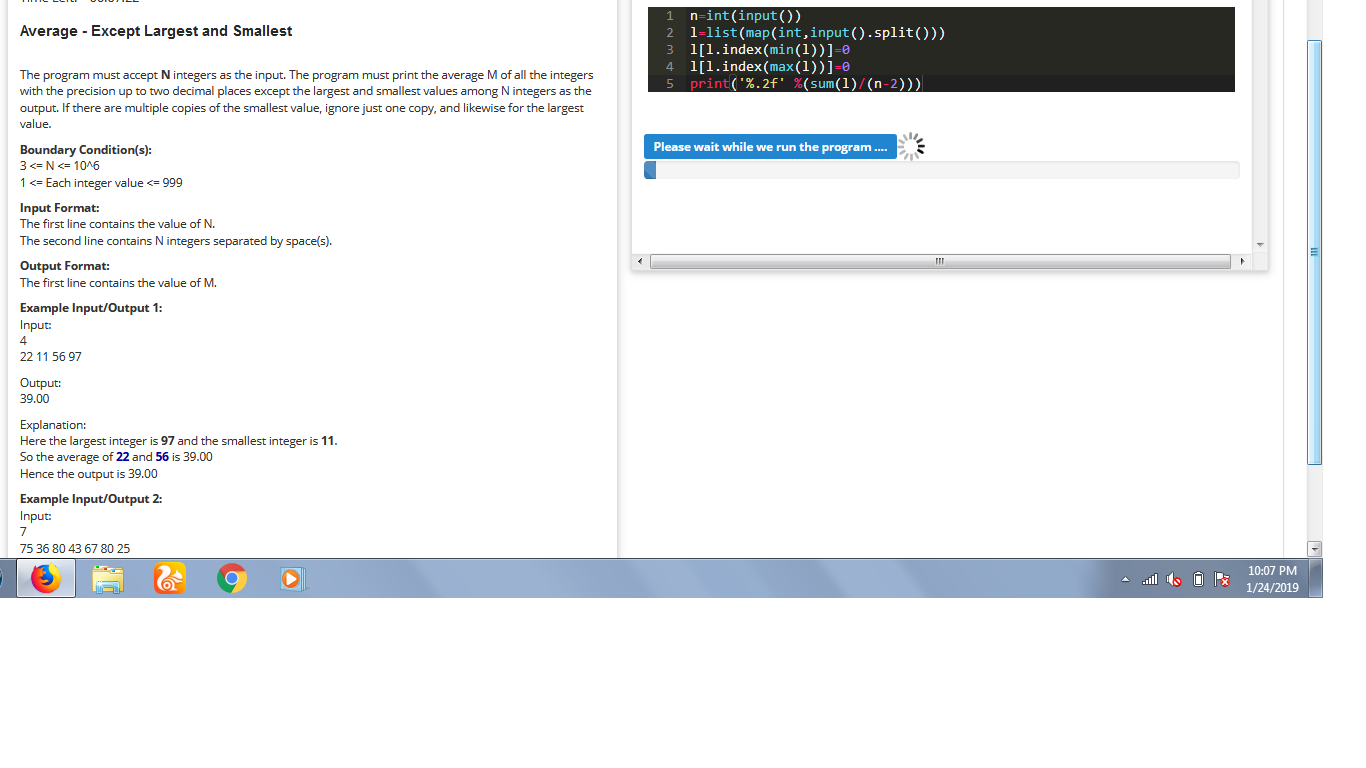 Average - Except Largest and Smallest
The program must accept N integers as the input. The program must print the average M of all the integers
with the precision up to two decimal places except the largest and smallest values among N integers as the
output. If there are multiple copies of the smallest value, ignore just one copy, and likewise for the largest
value.
Boundary Condition(s):
3 <= N <= 10^6
1 <= Each integer value <= 999
Input Format:
The first line contains the value of N.
The second line contains N integers separated by space(s).
Output Format:
The first line contains the value of M.
Example Input/Output 1:
Input:
4
22 11 56 97
Output:
39.00
Explanation:
Here the largest integer is 97 and the smallest integer is 11.
So the average of 22 and 56 is 39.00
Hence the output is 39.00
Example Input/Output 2:
Input:
7
75 36 80 43 67 80 25
1 n=int(input())
2 l=list(map(int,input().split()))
3 l[l.index(min(l))]=0
4 l[l.index(max(l))]=0
5 print('%.2f' %(sum(l)/(n-2)))
Please wait while we run the program ....
10:07 PM
1/24/2019